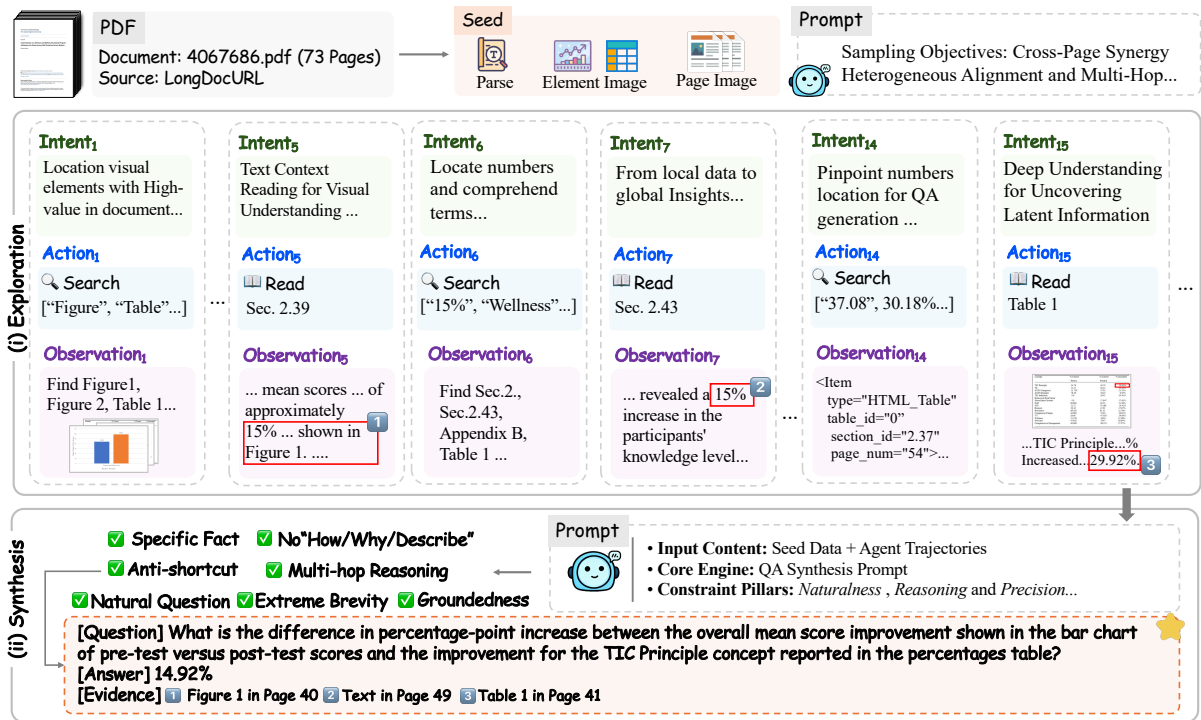 PDF
Document: 4067686.pdf (73 Pages)
Source: LongDocURL
Seed
Parse
Element Image
Page Image
Prompt
Sampling Objectives: Cross-Page Synergy
Heterogeneous Alignment and Multi-Hop...
(i) Exploration
Intent1
Location visual
elements with High-
value in document...
Action1
Search
[“Figure”, “Table”...]
Observation1
Find Figure1,
Figure 2, Table 1...
...
Intent5
Text Context
Reading for Visual
Understanding ...
Action5
Read
Sec. 2.39
Observation5
... mean scores ... of
approximately
15% ... shown in
Figure 1. ....
1
Intent6
Locate numbers
and comprehend
terms...
Action6
Search
[“15%”, “Wellness”...]
Observation6
Find Sec.2.,
Sec.2.43,
Appendix B,
Table 1 ...
Intent7
From local data to
global Insights...
Action7
Read
Sec. 2.43
Observation7
... revealed a 15%
increase in the
participants'
knowledge level...
2
...
Intent14
Pinpoint numbers
location for QA
generation ...
Action14
Search
[“37.08”, 30.18%...]
Observation14
<Item
type="HTML_Table"
table_id="0"
section_id="2.37"
page_num="54">...
Intent15
Deep Understanding
for Uncovering
Latent Information
Action15
Read
Table 1
Observation15
...TIC Principle...%
Increased...29.92%.
3
...
(ii) Synthesis
Specific Fact
No“How/Why/Describe”
Anti-shortcut
Multi-hop Reasoning
Natural Question
Extreme Brevity
Groundedness
Prompt
• Input Content: Seed Data + Agent Trajectories
• Core Engine: QA Synthesis Prompt
• Constraint Pillars: Naturalness , Reasoning and Precision...
[Question] What is the difference in percentage-point increase between the overall mean score improvement shown in the bar chart
of pre-test versus post-test scores and the improvement for the TIC Principle concept reported in the percentages table?
[Answer] 14.92%
[Evidence] 1 Figure 1 in Page 40 2 Text in Page 49 3 Table 1 in Page 41